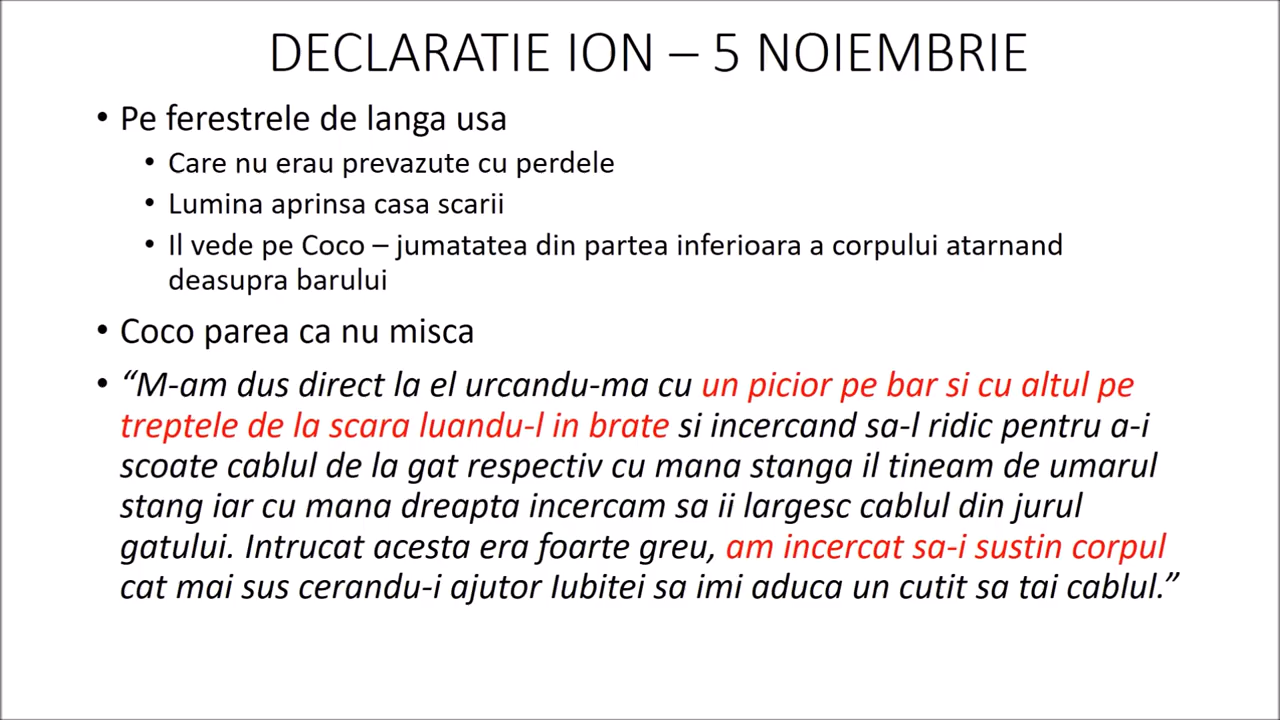 DECLARATIE ION – 5 NOIEMBRIE
• Pe ferestrele de langa usa
• Care nu erau prevazute cu perdele
• Lumina aprinsa casa scarii
• Il vede pe Coco – jumatatea din partea inferioara a corpului atarnand
deasupra barului
• Coco parea ca nu misca
• “M-am dus direct la el urcandu-ma cu un picior pe bar si cu altul pe
treptele de la scara luandu-l in brate si incercand sa-l ridic pentru a-i
scoate cablul de la gat respectiv cu mana stanga il tineam de umarul
stang iar cu mana dreapta incercam sa ii largesc cablul din jurul
gatului. Intrucat acesta era foarte greu, am incercat sa-i sustin corpul
cat mai sus cerandu-i ajutor Iubitei sa imi aduca un cutit sa tai cablul.”